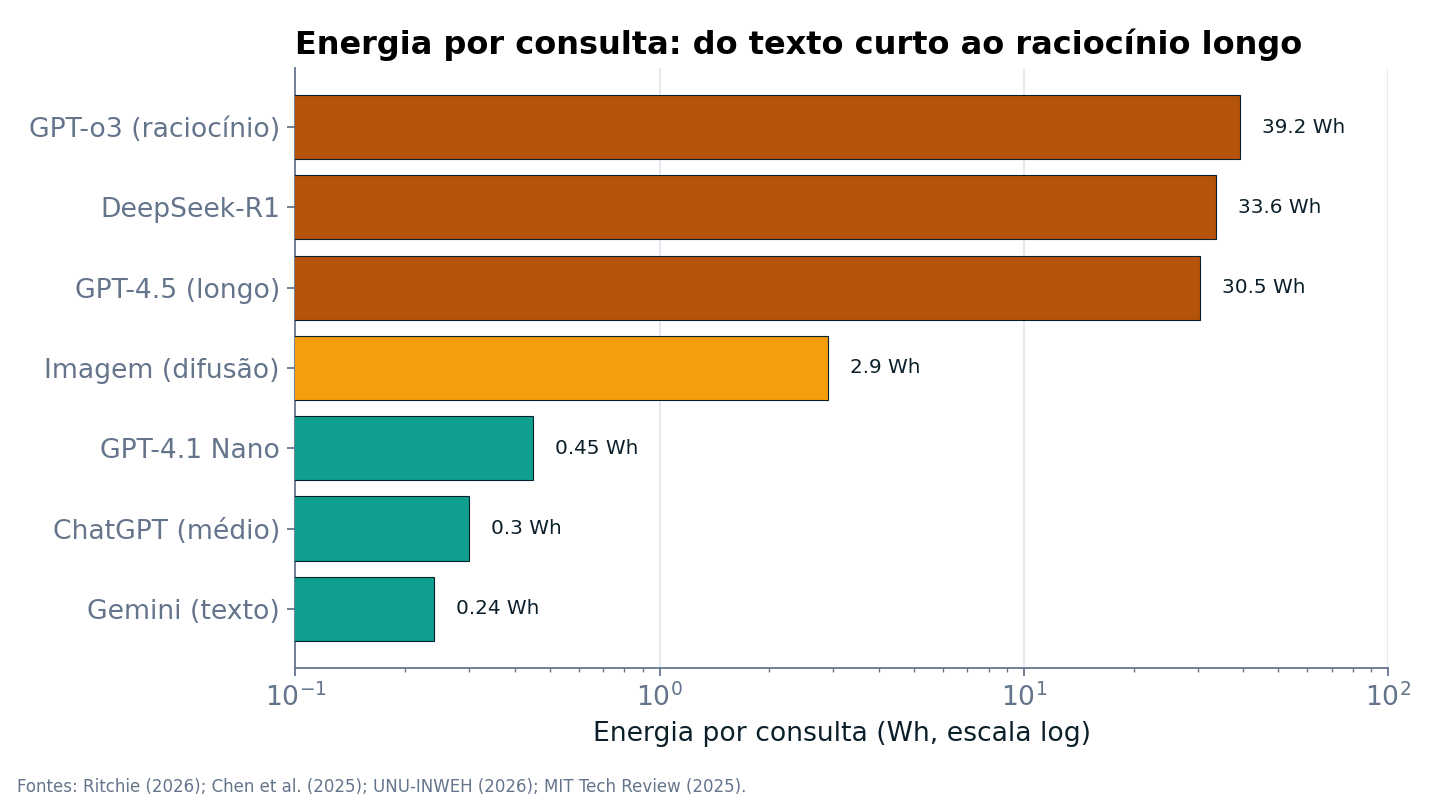 Energia por consulta: do texto curto ao raciocínio longo
GPT-o3 (raciocínio)
39.2 Wh
DeepSeek-R1
33.6 Wh
GPT-4.5 (longo)
30.5 Wh
Imagem (difusão)
2.9 Wh
GPT-4.1 Nano
0.45 Wh
ChatGPT (médio)
0.3 Wh
Gemini (texto)
0.24 Wh
10⁻¹ 10⁰ 10¹ 10²
Energia por consulta (Wh, escala log)
Fontes: Ritchie (2026); Chen et al. (2025); UNU-INWEH (2026); MIT Tech Review (2025).